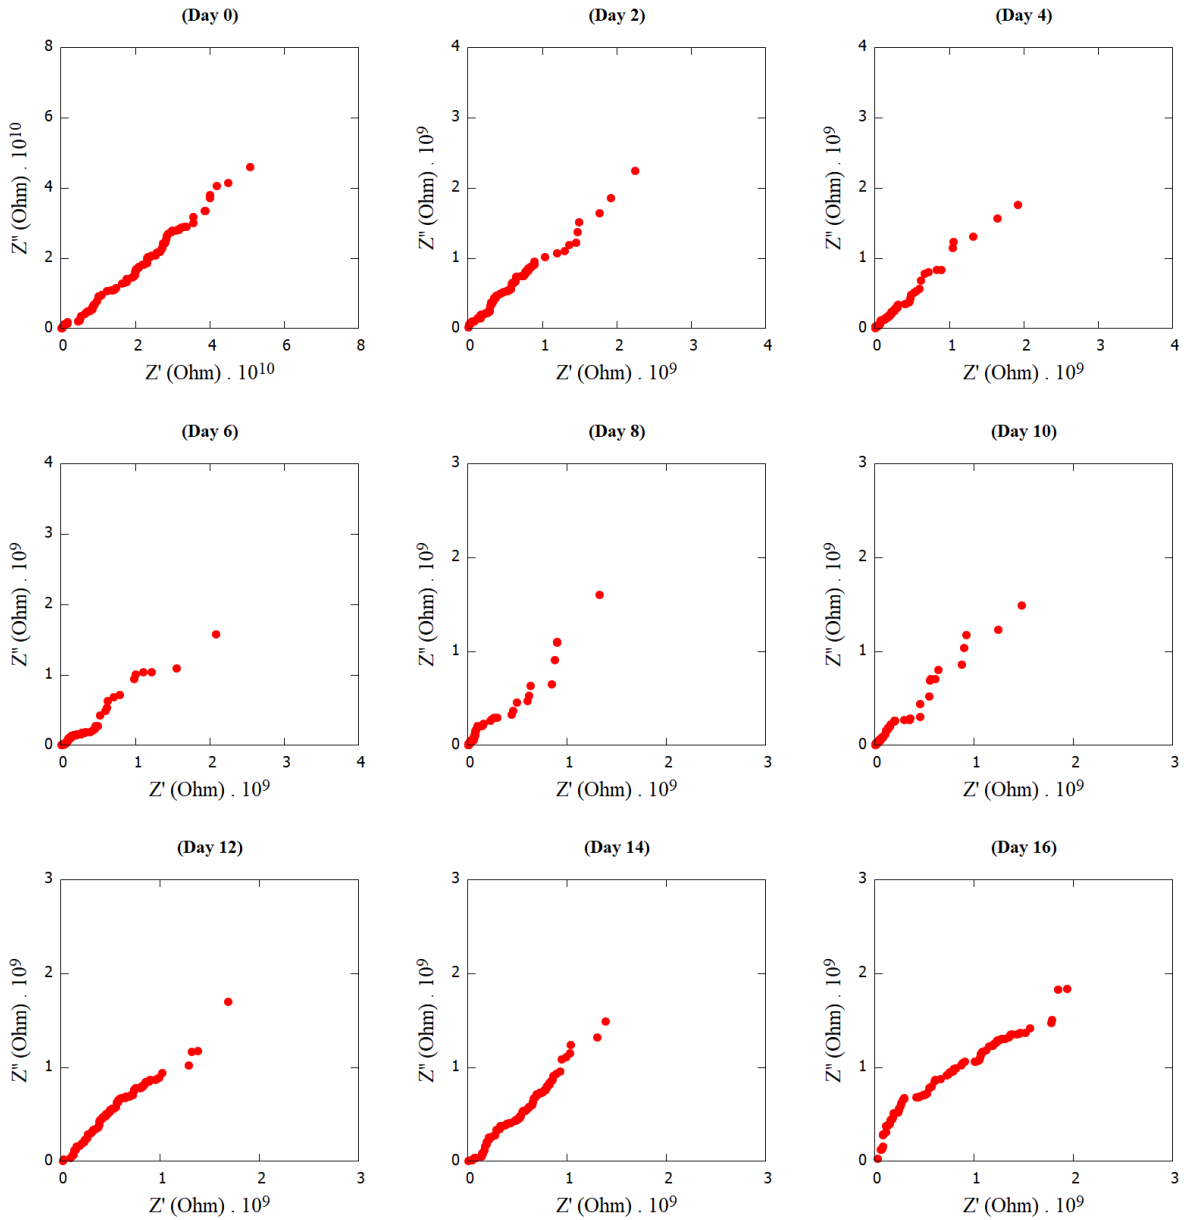 (Day 0)
8
6
4
2
0
0 2 4 6 8
Z'' (Ohm) . 10¹⁰
Z' (Ohm) . 10¹⁰
(Day 2)
4
3
2
1
0
0 1 2 3 4
Z'' (Ohm) . 10⁹
Z' (Ohm) . 10⁹
(Day 4)
4
3
2
1
0
0 1 2 3 4
Z'' (Ohm) . 10⁹
Z' (Ohm) . 10⁹
(Day 6)
4
3
2
1
0
0 1 2 3 4
Z'' (Ohm) . 10⁹
Z' (Ohm) . 10⁹
(Day 8)
3
2
1
0
0 1 2 3
Z'' (Ohm) . 10⁹
Z' (Ohm) . 10⁹
(Day 10)
3
2
1
0
0 1 2 3
Z'' (Ohm) . 10⁹
Z' (Ohm) . 10⁹
(Day 12)
3
2
1
0
0 1 2 3
Z'' (Ohm) . 10⁹
Z' (Ohm) . 10⁹
(Day 14)
3
2
1
0
0 1 2 3
Z'' (Ohm) . 10⁹
Z' (Ohm) . 10⁹
(Day 16)
3
2
1
0
0 1 2 3
Z'' (Ohm) . 10⁹
Z' (Ohm) . 10⁹